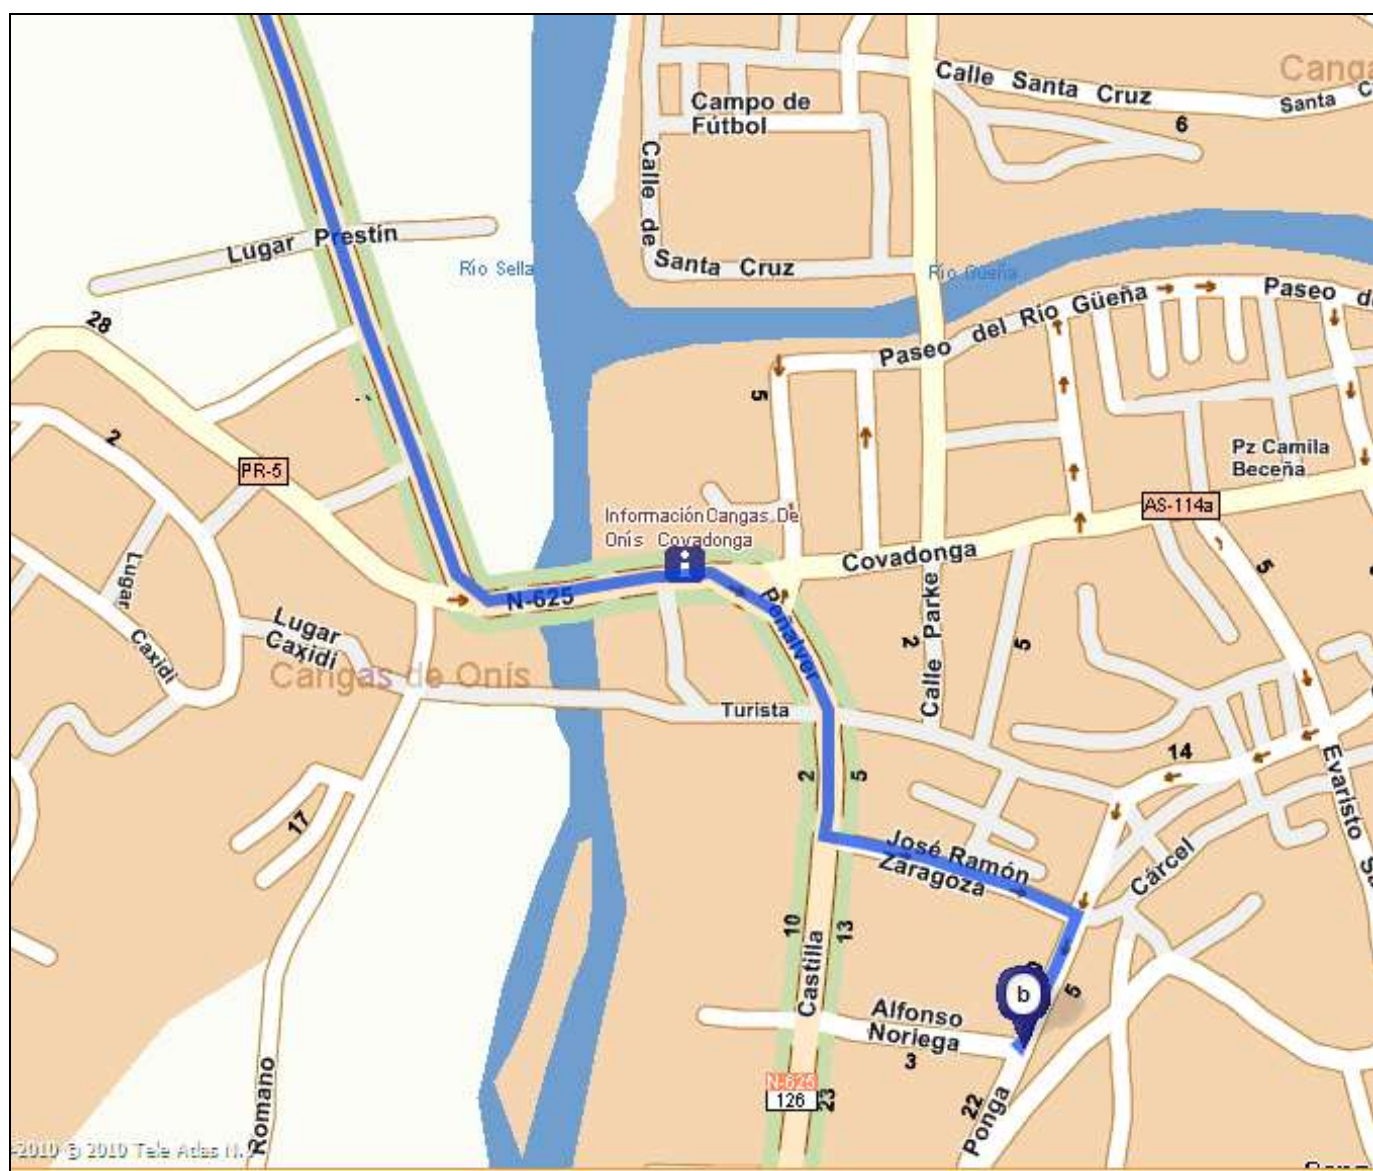 Calle Santa Cruz
Santa C
Canga
6
Campo de
Fútbol
Calle de
Santa Cruz
Lugar Prestín
Río Sella
Río Güeña
Paseo del Río Güeña
Paseo de
28
5
2
PR-5
Pz Camila
Beceña
AS-114a
Información Cangas De
Onís Covadonga
i
Covadonga
N-625
Peñalver
Calle Parke
2
5
5
Lugar
Caxidi
Lugar
Caxidi
Cangas de Onís
Turista
14
Evaristo Sa
2
5
17
José Ramón
Zaragoza
Cárcel
10
13
Castilla
b
5
Alfonso
Noriega
3
N-625
126
23
22
Ponga
Romano
-2010 © 2010 Tele Atlas N.V